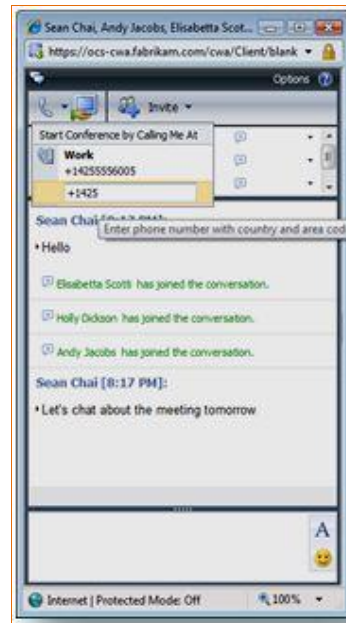 Sean Chai, Andy Jacobs, Elisabetta Scot...
https://ocs-cwa.fabrikam.com/cwa/Client/blank
Options
Invite
Start Conference by Calling Me At
Work
+14255556005
+1425
Sean Chai
Enter phone number with country and area cod
Hello
Elisabetta Scotti has joined the conversation.
Holly Dickson has joined the conversation.
Andy Jacobs has joined the conversation.
Sean Chai [8:17 PM]:
Let's chat about the meeting tomorrow
A
Internet | Protected Mode: Off
100%